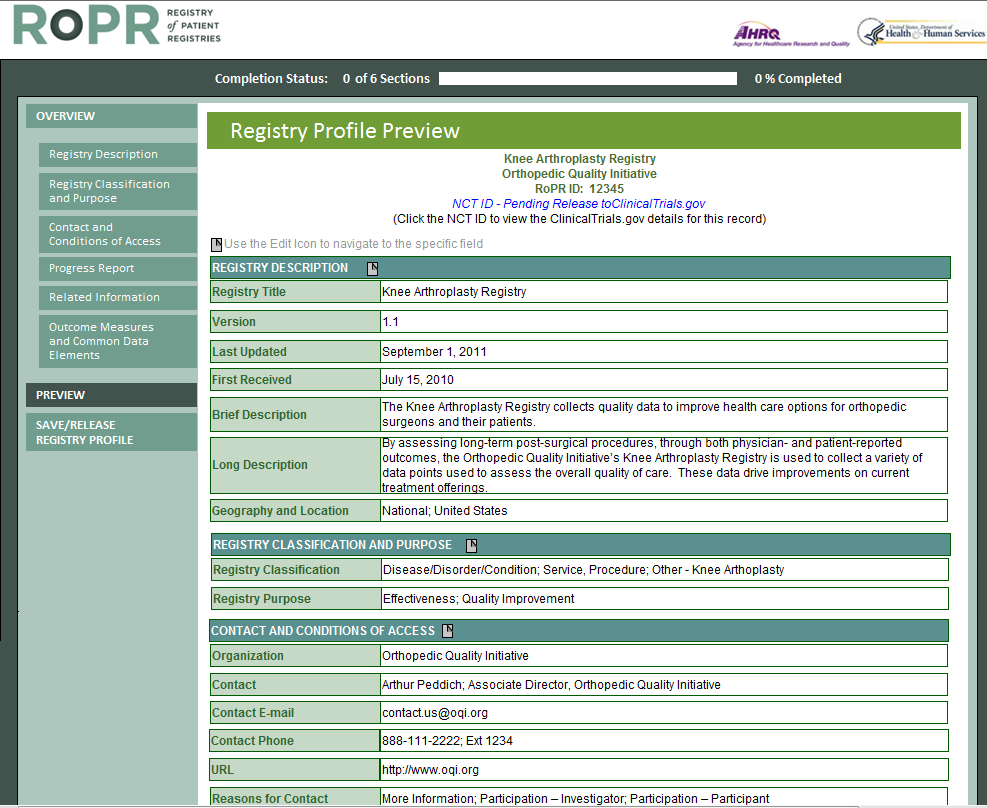 ROPR
REGISTRY
of PATIENT
REGISTRIES
AHRQ
Agency for Healthcare Research and Quality
United States Department of
Health & Human Services
Completion Status: 0 of 6 Sections 0 % Completed
OVERVIEW
Registry Description
Registry Classification
and Purpose
Contact and
Conditions of Access
Progress Report
Related Information
Outcome Measures
and Common Data
Elements
PREVIEW
SAVE/RELEASE
REGISTRY PROFILE
Registry Profile Preview
Knee Arthroplasty Registry
Orthopedic Quality Initiative
RoPR ID: 12345
NCT ID - Pending Release toClinicalTrials.gov
(Click the NCT ID to view the ClinicalTrials.gov details for this record)
Use the Edit Icon to navigate to the specific field
REGISTRY DESCRIPTION
Registry Title Knee Arthroplasty Registry
Version 1.1
Last Updated September 1, 2011
First Received July 15, 2010
Brief Description The Knee Arthroplasty Registry collects quality data to improve health care options for orthopedic
surgeons and their patients.
Long Description By assessing long-term post-surgical procedures, through both physician- and patient-reported
outcomes, the Orthopedic Quality Initiative's Knee Arthroplasty Registry is used to collect a variety of
data points used to assess the overall quality of care. These data drive improvements on current
treatment offerings.
Geography and Location National; United States
REGISTRY CLASSIFICATION AND PURPOSE
Registry Classification Disease/Disorder/Condition; Service, Procedure; Other - Knee Arthoplasty
Registry Purpose Effectiveness; Quality Improvement
CONTACT AND CONDITIONS OF ACCESS
Organization Orthopedic Quality Initiative
Contact Arthur Peddich; Associate Director, Orthopedic Quality Initiative
Contact E-mail contact.us@oqi.org
Contact Phone 888-111-2222; Ext 1234
URL http://www.oqi.org
Reasons for Contact More Information; Participation – Investigator; Participation – Participant